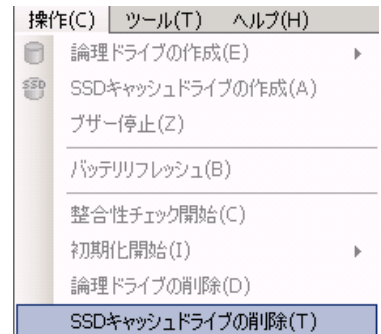 操作(C) ツール(T) ヘルプ(H)
論理ドライブの作成(E)
SSD SSDキャッシュドライブの作成(A)
ブザー停止(Z)
バッテリリフレッシュ(B)
整合性チェック開始(C)
初期化開始(I)
論理ドライブの削除(D)
SSDキャッシュドライブの削除(T)